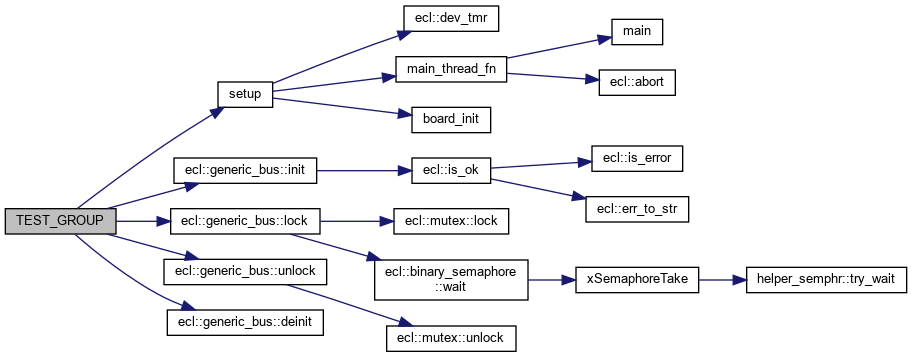 ecl::dev_tmr
main
main_thread_fn
setup
ecl::abort
board_init
ecl::is_error
ecl::generic_bus::init
ecl::is_ok
ecl::err_to_str
TEST_GROUP
ecl::generic_bus::lock
ecl::mutex::lock
ecl::generic_bus::unlock
ecl::binary_semaphore
::wait
xSemaphoreTake
helper_semphr::try_wait
ecl::generic_bus::deinit
ecl::mutex::unlock